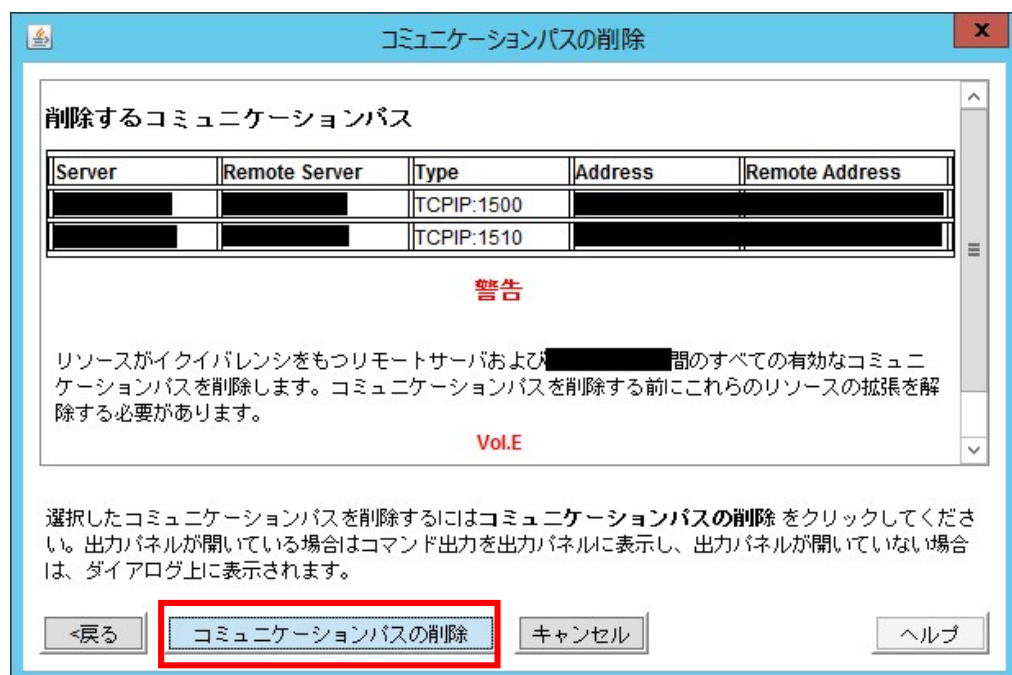 コミュニケーションパスの削除
x
削除するコミュニケーションパス
Server Remote Server Type Address Remote Address
TCPIP:1500
TCPIP:1510
警告
リソースがイクイバレンシをもつリモートサーバおよび 間のすべての有効なコミュニ
ケーションパスを削除します。コミュニケーションパスを削除する前にこれらのリソースの拡張を解
除する必要があります。
Vol.E
選択したコミュニケーションパスを削除するにはコミュニケーションパスの削除 をクリックしてくださ
い。出力パネルが開いている場合はコマンド出力を出力パネルに表示し、出力パネルが開いていない場合
は、ダイアログ上に表示されます。
<戻る コミュニケーションパスの削除 キャンセル ヘルプ